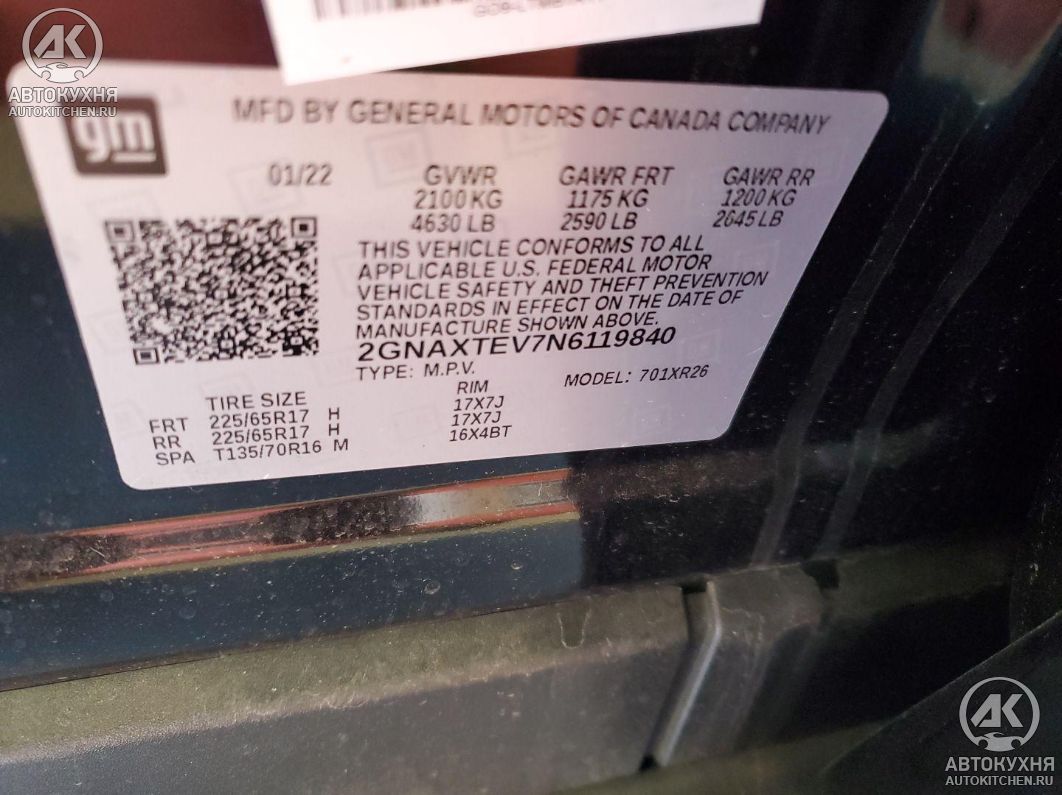 АВТОКУХНЯ
AUTOKITCHEN.RU
gm
MFD BY GENERAL MOTORS OF CANADA COMPANY
01/22 GVWR GAWR FRT GAWR RR
2100 KG 1175 KG 1200 KG
4630 LB 2590 LB 2645 LB
THIS VEHICLE CONFORMS TO ALL
APPLICABLE U.S. FEDERAL MOTOR
VEHICLE SAFETY AND THEFT PREVENTION
STANDARDS IN EFFECT ON THE DATE OF
MANUFACTURE SHOWN ABOVE.
2GNAXTEV7N6119840
TYPE: M.P.V. MODEL: 701XR26
TIRE SIZE RIM
FRT 225/65R17 H 17X7J
RR 225/65R17 H 17X7J
SPA T135/70R16 M 16X4BT
АК
АВТОКУХНЯ
AUTOKITCHEN.RU